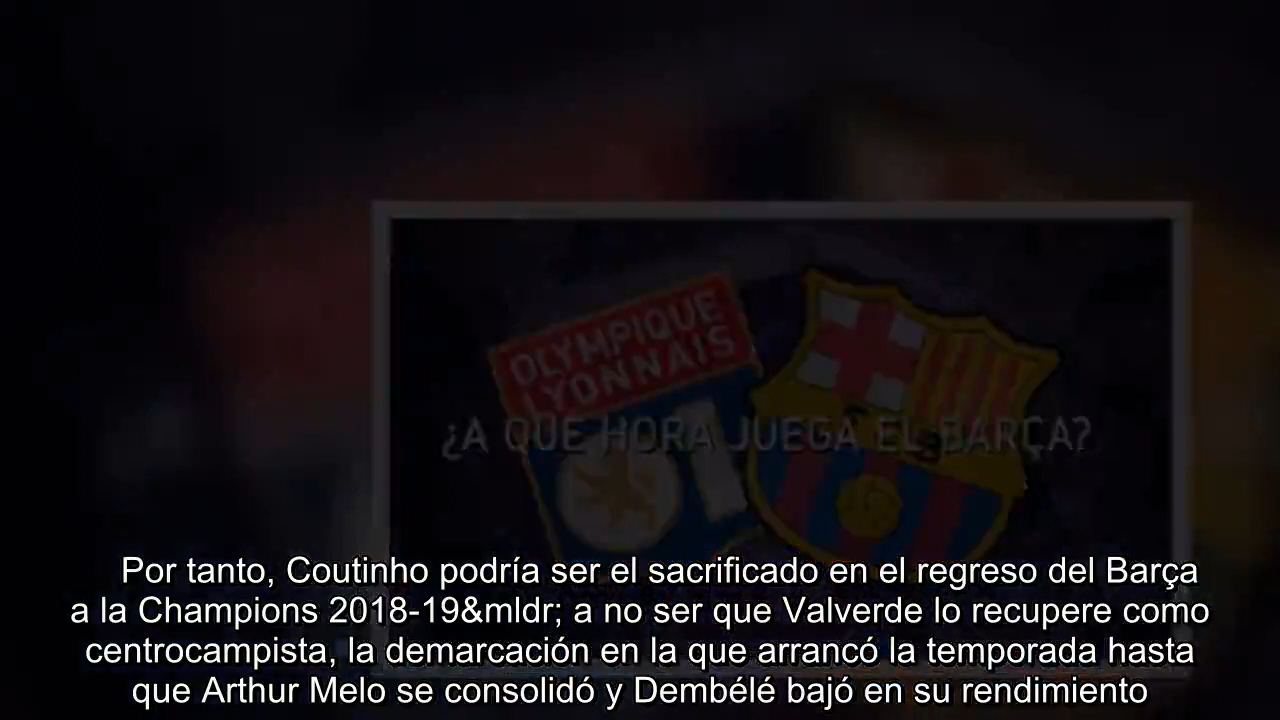 OLYMPIQUE
LYONNAIS
¿A QUE HORA JUEGA EL BARÇA?
Por tanto, Coutinho podría ser el sacrificado en el regreso del Barça
a la Champions 2018-19&mldr; a no ser que Valverde lo recupere como
centrocampista, la demarcación en la que arrancó la temporada hasta
que Arthur Melo se consolidó y Dembélé bajó en su rendimiento